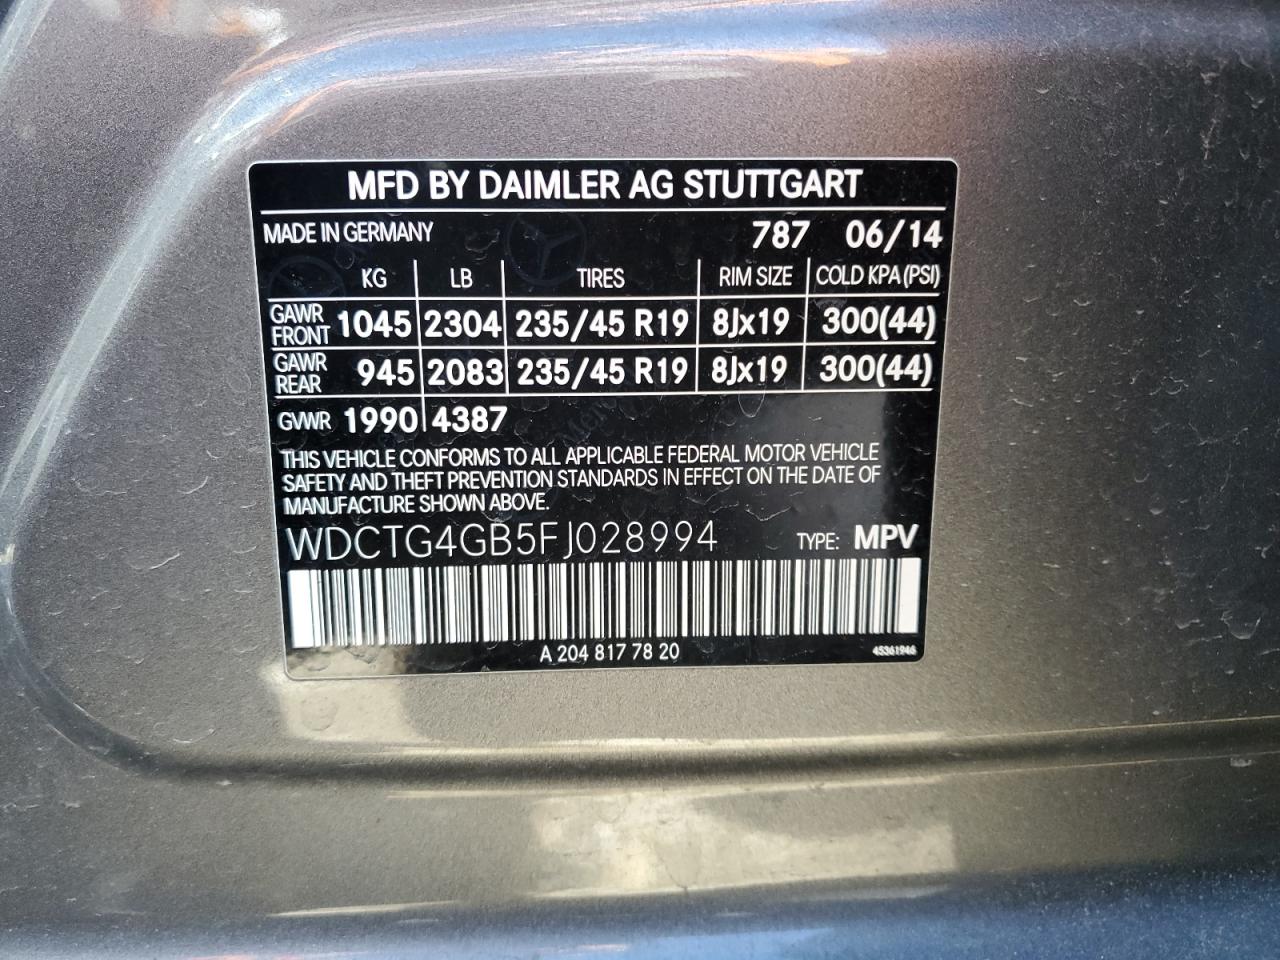 MFD BY DAIMLER AG STUTTGART
MADE IN GERMANY 787 06/14
KG LB TIRES RIM SIZE COLD KPA (PSI)
GAWR FRONT 1045 2304 235/45 R19 8Jx19 300(44)
GAWR REAR 945 2083 235/45 R19 8Jx19 300(44)
GVWR 1990 4387
THIS VEHICLE CONFORMS TO ALL APPLICABLE FEDERAL MOTOR VEHICLE
SAFETY AND THEFT PREVENTION STANDARDS IN EFFECT ON THE DATE OF
MANUFACTURE SHOWN ABOVE.
WDCTG4GB5FJ028994 TYPE: MPV
A 204 817 78 20 45361946